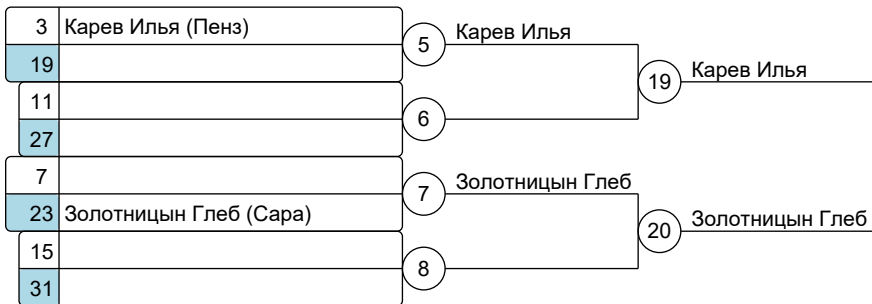 3 Карев Илья (Пенз)
5 Карев Илья
19
19 Карев Илья
11
6
27
7
7 Золотницын Глеб
23 Золотницын Глеб (Сара)
20 Золотницын Глеб
15
8
31